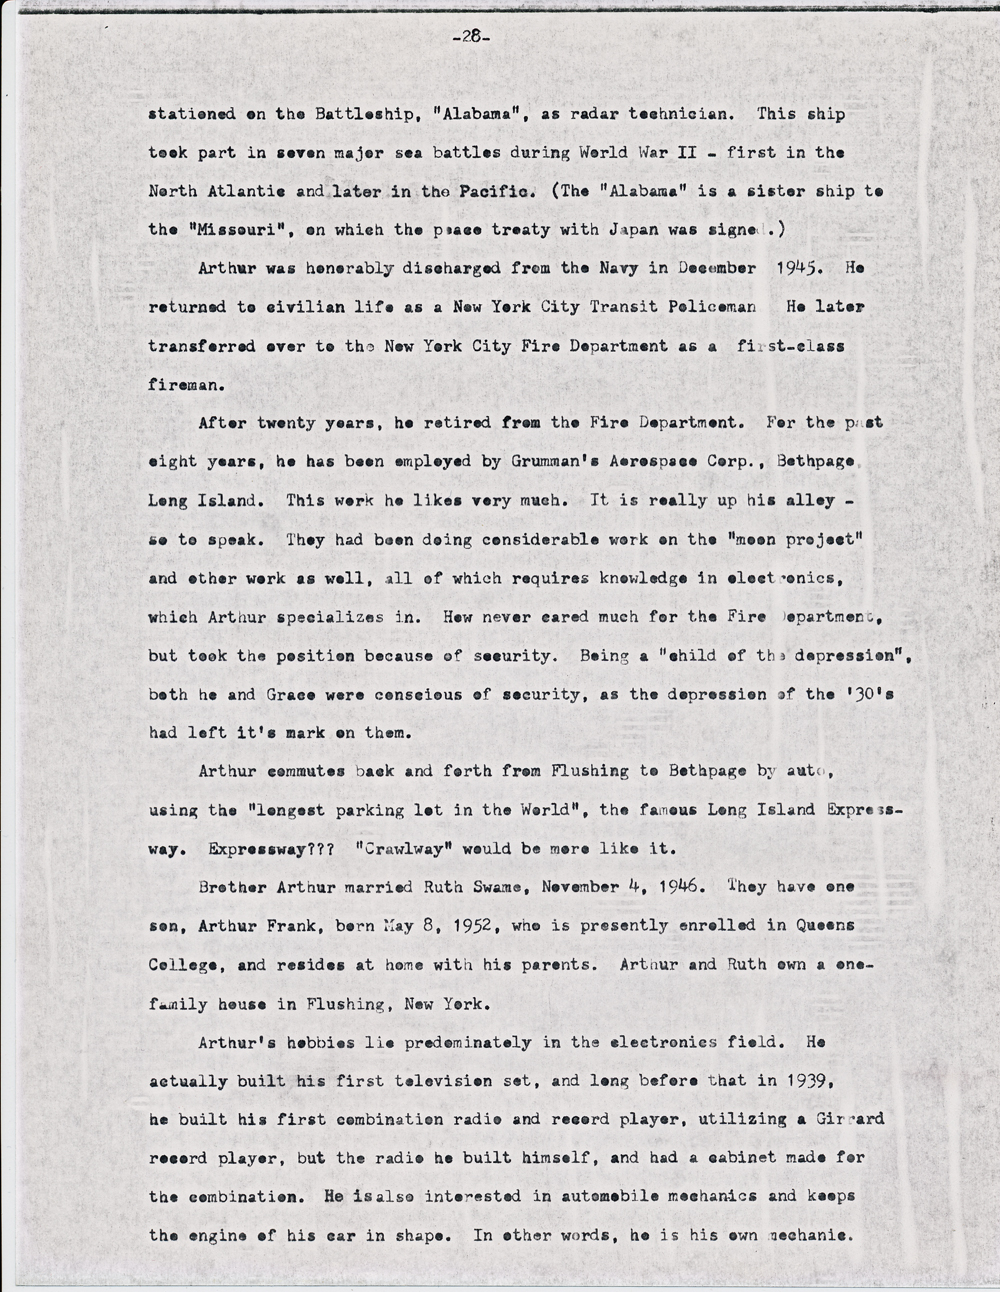 -28-
stationed on the Battleship, "Alabama", as radar technician. This ship
took part in seven major sea battles during World War II - first in the
North Atlantic and later in the Pacific. (The "Alabama" is a sister ship to
the "Missouri", on which the peace treaty with Japan was signed.)
Arthur was honorably discharged from the Navy in December 1945. He
returned to civilian life as a New York City Transit Policeman He later
transferred over to the New York City Fire Department as a first-class
fireman.
After twenty years, he retired from the Fire Department. For the past
eight years, he has been employed by Grumman's Aerospace Corp., Bethpage,
Long Island. This work he likes very much. It is really up his alley -
so to speak. They had been doing considerable work on the "moon project"
and other work as well, all of which requires knowledge in electronics,
which Arthur specializes in. How never cared much for the Fire Department,
but took the position because of security. Being a "child of the depression",
both he and Grace were conscious of security, as the depression of the '30's
had left it's mark on them.
Arthur commutes back and forth from Flushing to Bethpage by auto,
using the "longest parking lot in the World", the famous Long Island Express-
way. Expressway??? "Crawlway" would be more like it.
Brother Arthur married Ruth Swame, November 4, 1946. They have one
son, Arthur Frank, born May 8, 1952, who is presently enrolled in Queens
College, and resides at home with his parents. Arthur and Ruth own a one-
family house in Flushing, New York.
Arthur's hobbies lie predominately in the electronics field. He
actually built his first television set, and long before that in 1939,
he built his first combination radio and record player, utilizing a Girrard
record player, but the radio he built himself, and had a cabinet made for
the combination. He is also interested in automobile mechanics and keeps
the engine of his car in shape. In other words, he is his own mechanic.